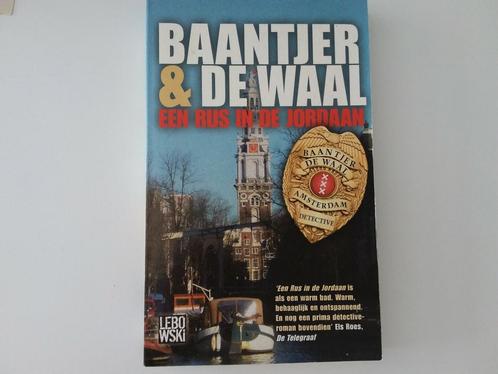 BAANTJER
& DE WAAL
EEN RUS IN DE JORDAAN
BAANTJER
DE WAAL
XXX
AMSTERDAM
DETECTIVE
'Een Rus in de Jordaan is
als een warm bad. Warm,
behaaglijk en ontspannend.
En nog een prima detective-
roman bovendien' Els Roes,
De Telegraaf
LEBO
WSKI